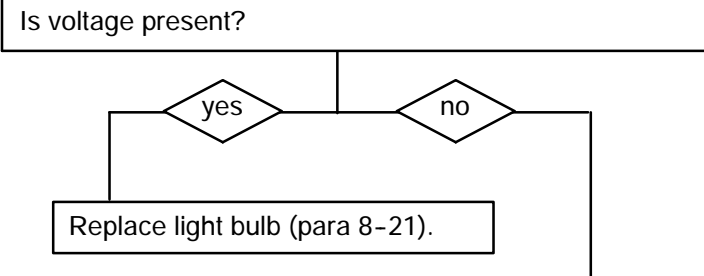 Is voltage present?
yes
no
Replace light bulb (para 8-21).